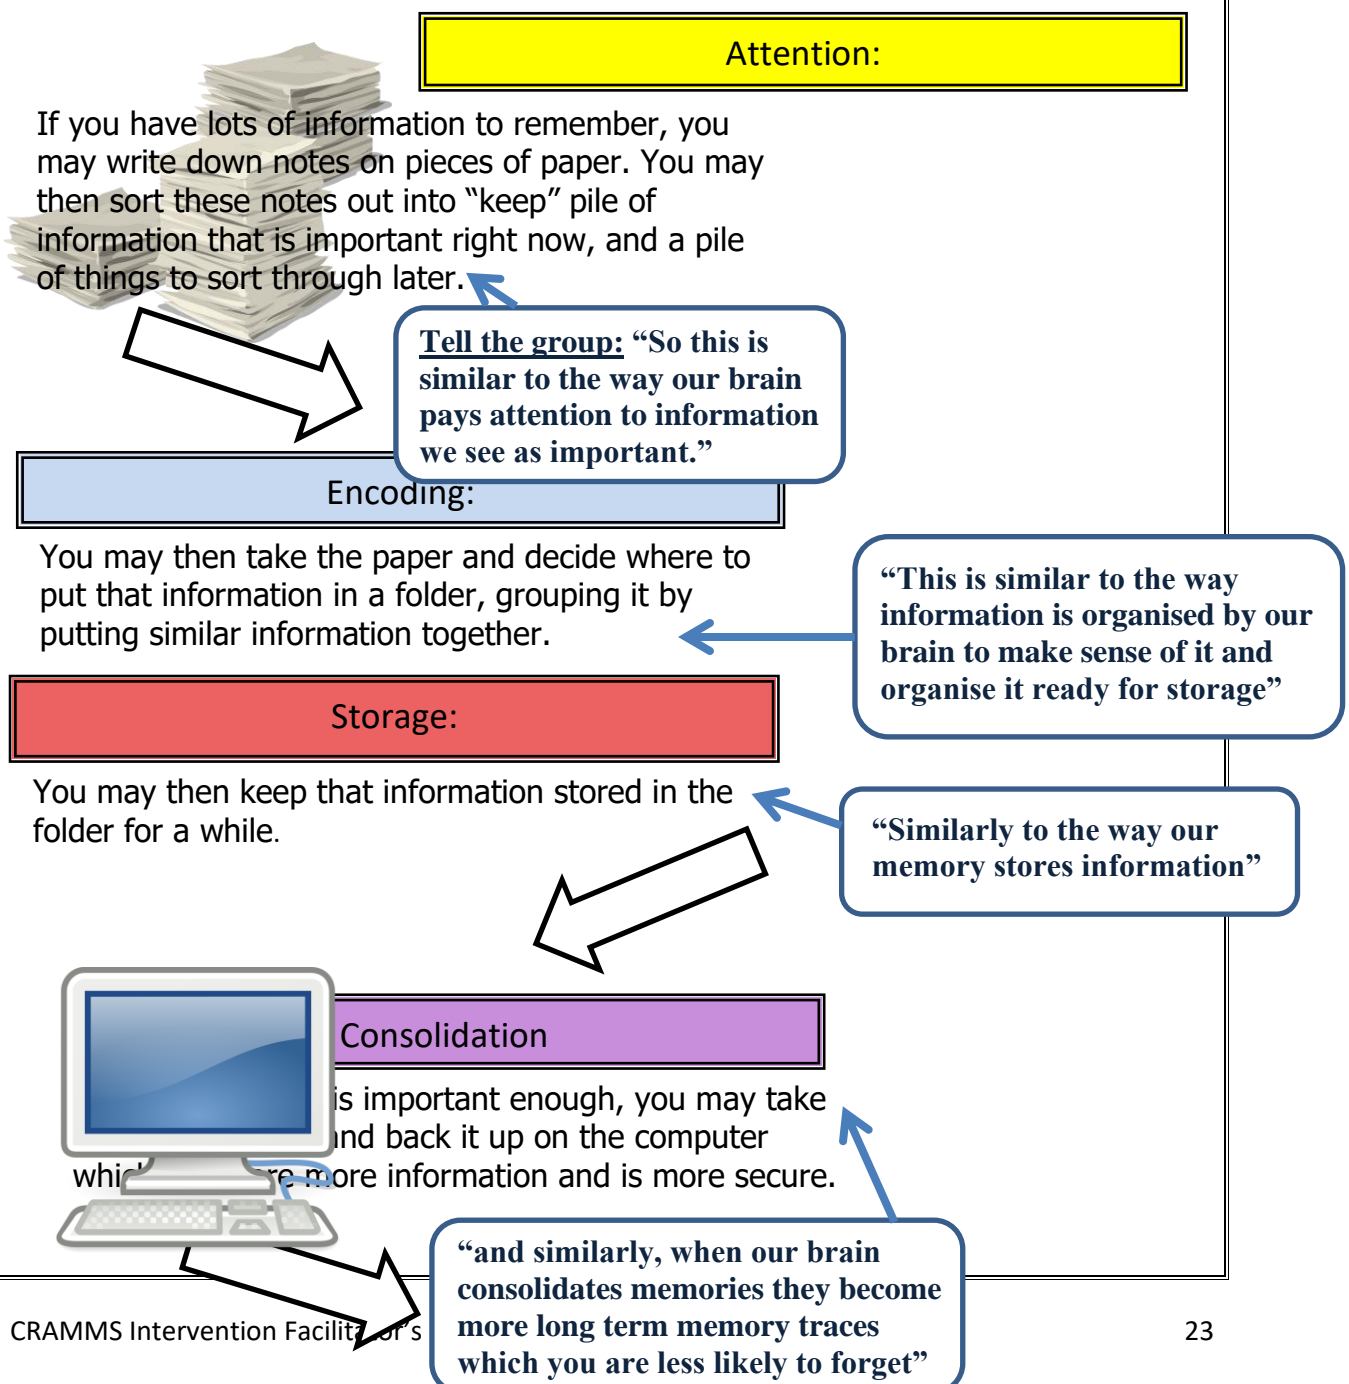 Attention:
If you have lots of information to remember, you
may write down notes on pieces of paper. You may
then sort these notes out into “keep” pile of
information that is important right now, and a pile
of things to sort through later.
Tell the group: “So this is
similar to the way our brain
pays attention to information
we see as important.”
Encoding:
You may then take the paper and decide where to
put that information in a folder, grouping it by
putting similar information together.
“This is similar to the way
information is organised by our
brain to make sense of it and
organise it ready for storage”
Storage:
You may then keep that information stored in the
folder for a while.
“Similarly to the way our
memory stores information”
Consolidation
is important enough, you may take
and back it up on the computer
more information and is more secure.
“and similarly, when our brain
consolidates memories they become
more long term memory traces
which you are less likely to forget”
CRAMMS Intervention Facilitator’s
23